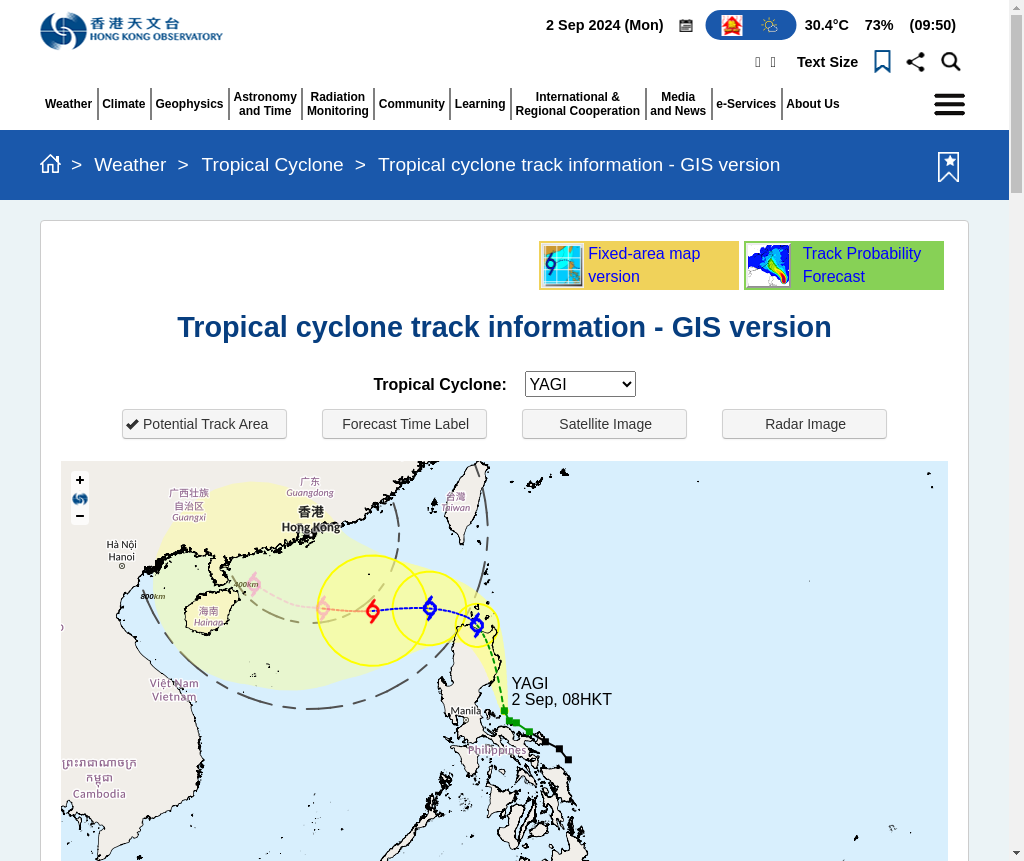 香港天文台
HONG KONG OBSERVATORY
2 Sep 2024 (Mon)
30.4°C 73% (09:50)
Text Size
Weather
Climate
Geophysics
Astronomy
and Time
Radiation
Monitoring
Community
Learning
International &
Regional Cooperation
Media
and News
e-Services
About Us
> Weather > Tropical Cyclone > Tropical cyclone track information - GIS version
Fixed-area map
version
Track Probability
Forecast
Tropical cyclone track information - GIS version
Tropical Cyclone: YAGI
Potential Track Area
Forecast Time Label
Satellite Image
Radar Image
+
−
广西壮族
自治区
Guangxi
广东
Guangdong
香港
Hong Kong
台灣
Taiwan
Hà Nội
Hanoi
400km
800km
海南
Hainan
Việt Nam
Vietnam
YAGI
2 Sep, 08HKT
Manila
Philippines
ព្រះរាជាណាចក្រ
កម្ពុជា
Cambodia